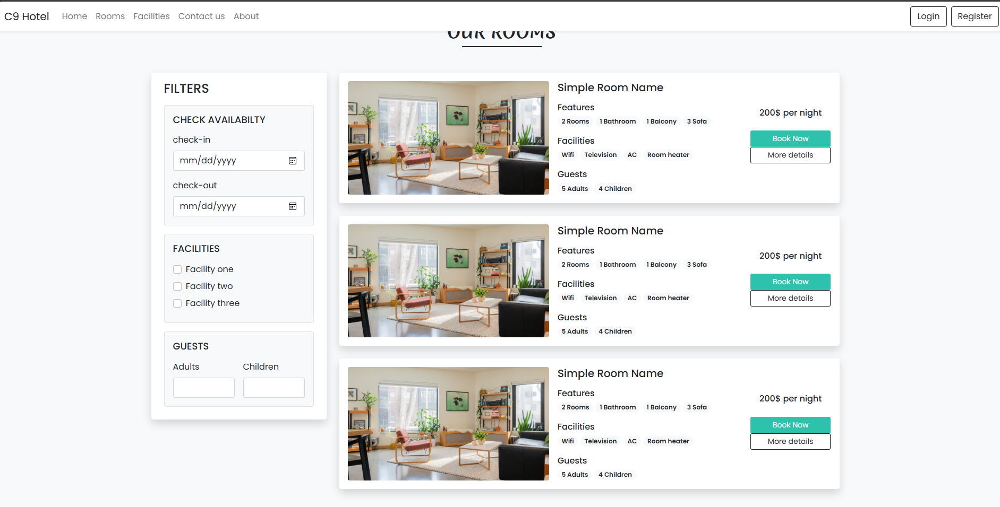 C9 Hotel Home Rooms Facilities Contact us About Login Register
OUR ROOMS
FILTERS
CHECK AVAILABILTY
check-in
mm/dd/yyyy
check-out
mm/dd/yyyy
FACILITIES
Facility one
Facility two
Facility three
GUESTS
Adults Children
Simple Room Name
Features
2 Rooms 1 Bathroom 1 Balcony 3 Sofa
Facilities
Wifi Television AC Room heater
Guests
5 Adults 4 Children
200$ per night
Book Now
More details
Simple Room Name
Features
2 Rooms 1 Bathroom 1 Balcony 3 Sofa
Facilities
Wifi Television AC Room heater
Guests
5 Adults 4 Children
200$ per night
Book Now
More details
Simple Room Name
Features
2 Rooms 1 Bathroom 1 Balcony 3 Sofa
Facilities
Wifi Television AC Room heater
Guests
5 Adults 4 Children
200$ per night
Book Now
More details